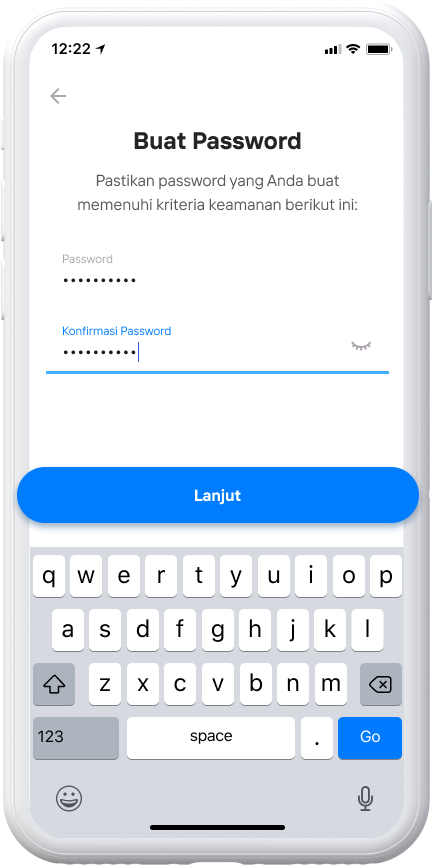 12:22
Buat Password
Pastikan password yang Anda buat
memenuhi kriteria keamanan berikut ini:
Password
••••••••••
Konfirmasi Password
••••••••••
Lanjut
q w e r t y u i o p
a s d f g h j k l
z x c v b n m
123 space . Go